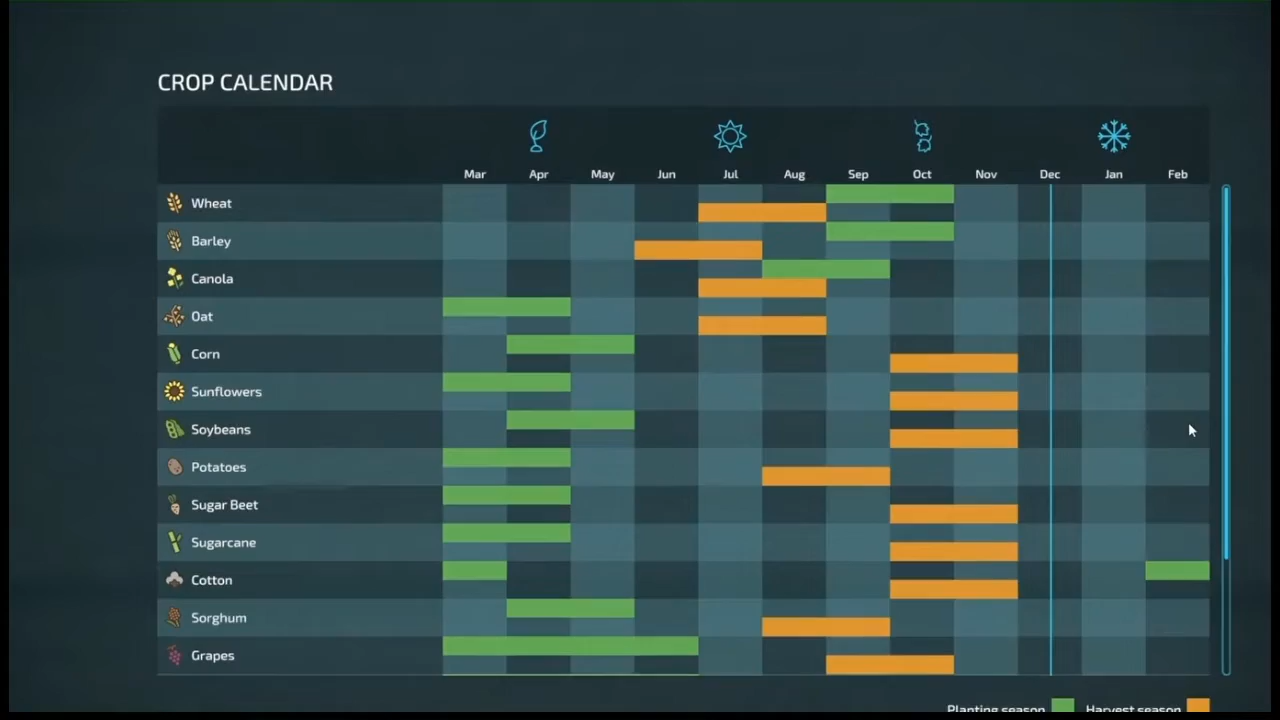 CROP CALENDAR
Mar Apr May Jun Jul Aug Sep Oct Nov Dec Jan Feb
Wheat
Barley
Canola
Oat
Corn
Sunflowers
Soybeans
Potatoes
Sugar Beet
Sugarcane
Cotton
Sorghum
Grapes
Planting season Harvest season